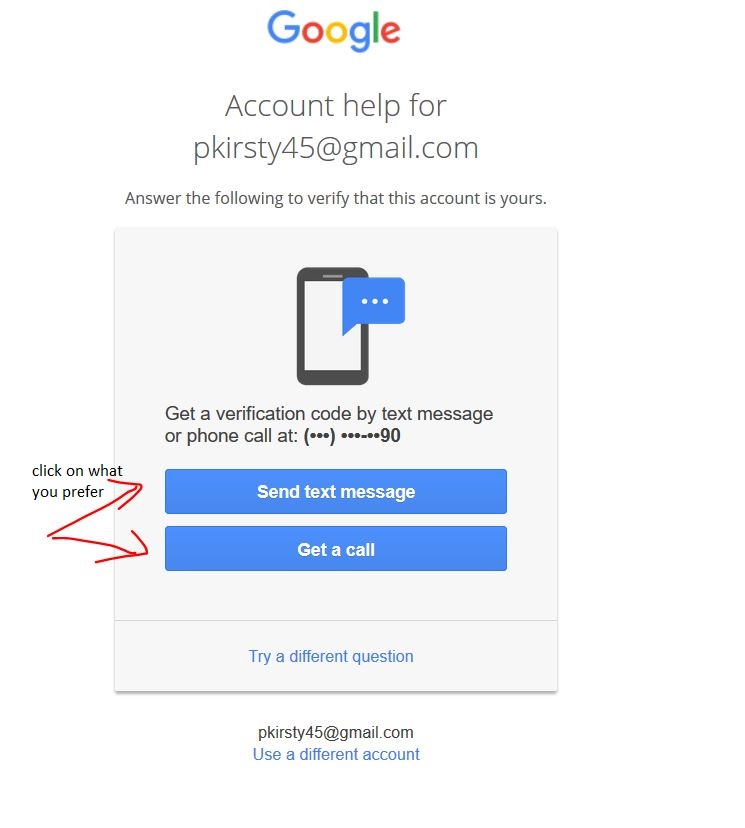 Google
Account help for
pkirsty45@gmail.com
Answer the following to verify that this account is yours.
Get a verification code by text message
or phone call at: (•••) •••-••90
click on what
you prefer
Send text message
Get a call
Try a different question
pkirsty45@gmail.com
Use a different account